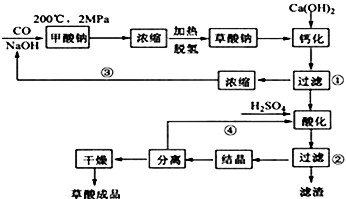 Ca(OH)₂
CO
NaOH
200℃, 2MPa
甲酸钠
浓缩
加热
脱氢
草酸钠
钙化
③
浓缩
过滤
①
H₂SO₄
酸化
④
干燥
分离
结晶
过滤
②
草酸成品
滤渣